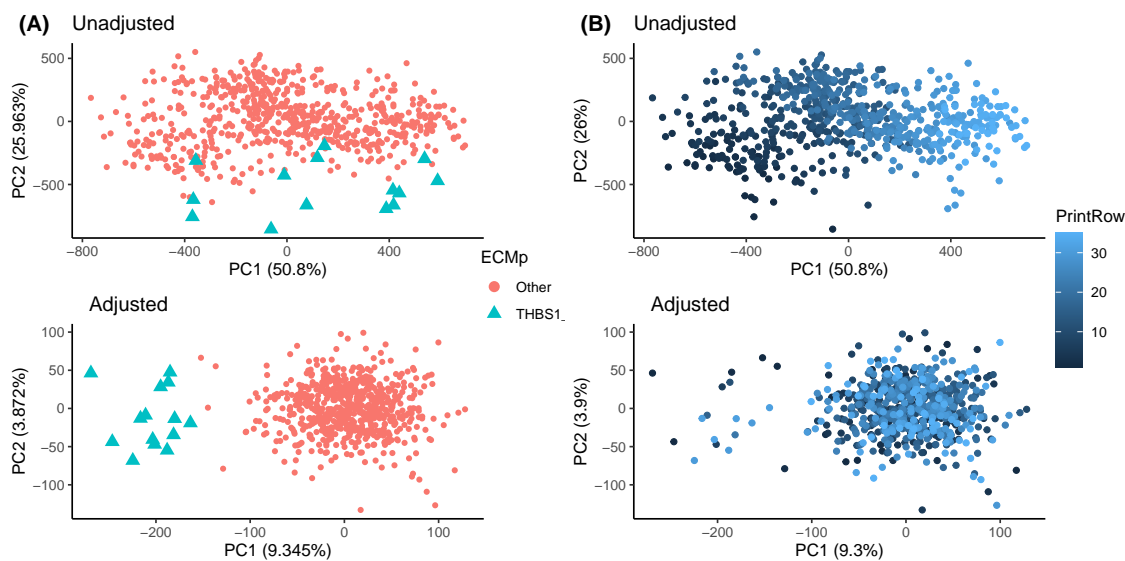 (A) Unadjusted
PC2 (25.963%)
500
0
−500
−800
−400
0
400
PC1 (50.8%)
Adjusted
PC2 (3.872%)
100
50
0
−50
−100
−200
−100
0
100
PC1 (9.345%)
ECMp
Other
THBS1_
(B) Unadjusted
PC2 (26%)
500
0
−500
−800
−400
0
400
PC1 (50.8%)
Adjusted
PC2 (3.9%)
100
50
0
−50
−100
−200
−100
0
100
PC1 (9.3%)
PrintRow
30
20
10